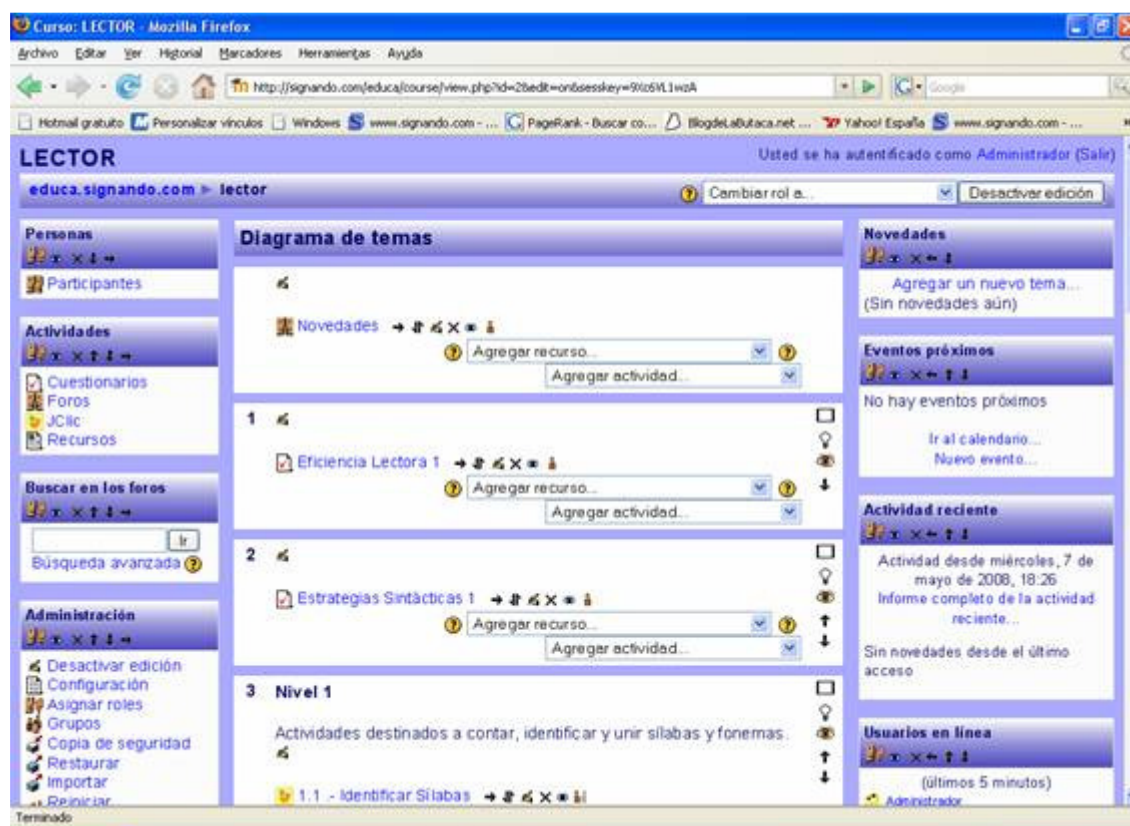 Curso: LECTOR - Mozilla Firefox
Archivo Editar Ver Historial Marcadores Herramientas Ayuda
http://signando.com/educa/course/view.php?id=2&edit=on&sesskey=
Google
Hotmail gratuito Personalizar vínculos Windows www.signando.com - ... PageRank - Buscar co... BlogdeLaButaca.net ... Yahoo! España www.signando.com - ...
LECTOR
Usted se ha autentificado como Administrador (Salir)
educa.signando.com ► lector
Cambiar rol a...
Desactivar edición
Personas
Participantes
Actividades
Cuestionarios
Foros
JClic
Recursos
Buscar en los foros
Ir
Búsqueda avanzada
Administración
Desactivar edición
Configuración
Asignar roles
Grupos
Copia de seguridad
Restaurar
Importar
Reiniciar
Diagrama de temas
Novedades
Agregar recurso...
Agregar actividad...
1
Eficiencia Lectora 1
Agregar recurso...
Agregar actividad...
2
Estrategias Sintácticas 1
Agregar recurso...
Agregar actividad...
3 Nivel 1
Actividades destinados a contar, identificar y unir sílabas y fonemas.
1.1 .- Identificar Sílabas
Novedades
Agregar un nuevo tema...
(Sin novedades aún)
Eventos próximos
No hay eventos próximos
Ir al calendario...
Nuevo evento...
Actividad reciente
Actividad desde miércoles, 7 de
mayo de 2008, 18:26
Informe completo de la actividad
reciente...
Sin novedades desde el último
acceso
Usuarios en línea
(últimos 5 minutos)
Administrador
Terminado